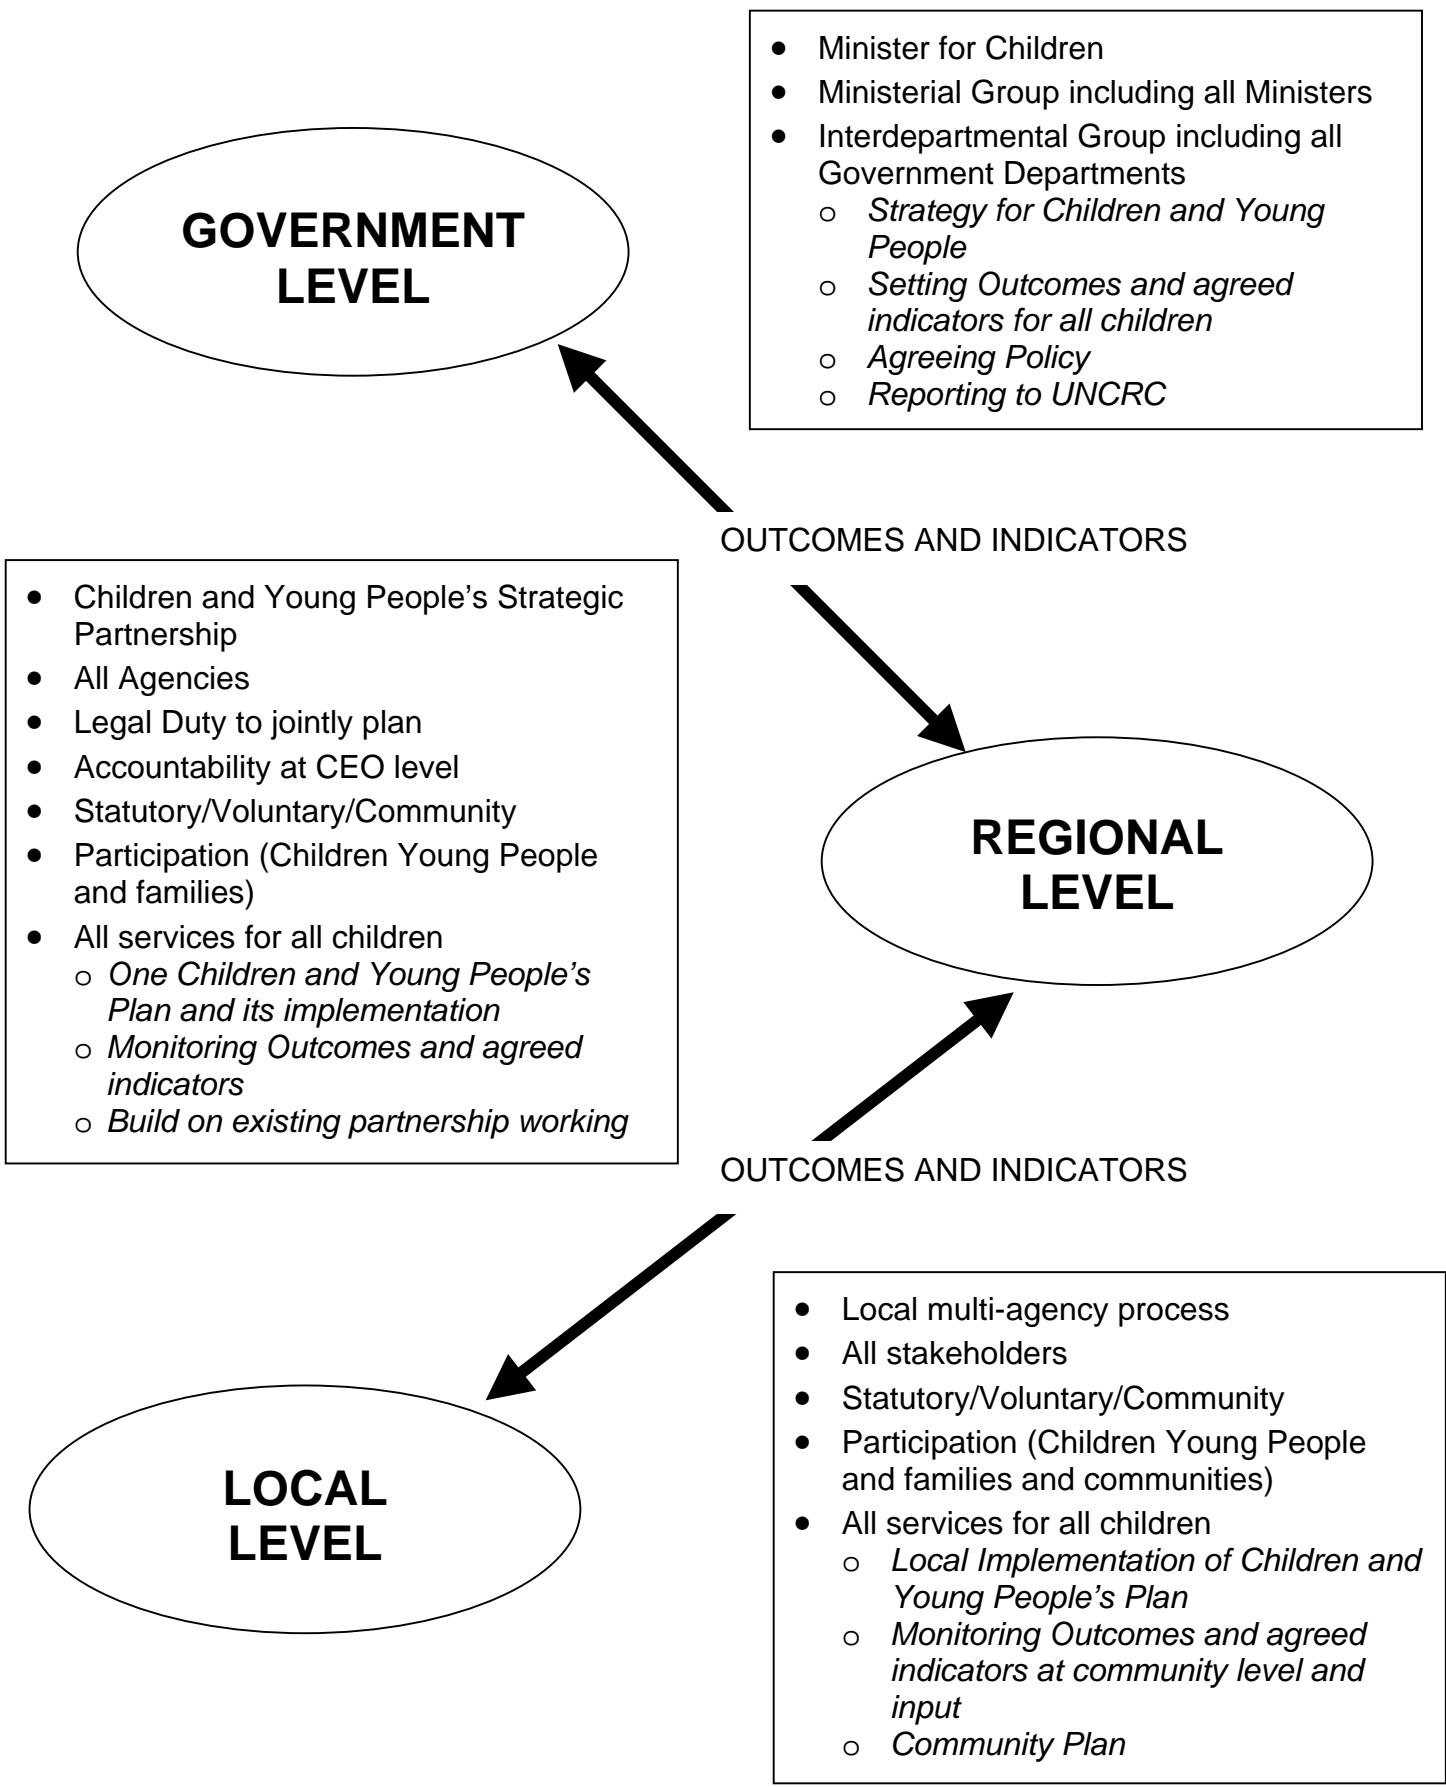 • Minister for Children
• Ministerial Group including all Ministers
• Interdepartmental Group including all
Government Departments
o Strategy for Children and Young
People
o Setting Outcomes and agreed
indicators for all children
o Agreeing Policy
o Reporting to UNCRC
GOVERNMENT
LEVEL
OUTCOMES AND INDICATORS
• Children and Young People’s Strategic
Partnership
• All Agencies
• Legal Duty to jointly plan
• Accountability at CEO level
• Statutory/Voluntary/Community
• Participation (Children Young People
and families)
• All services for all children
o One Children and Young People’s
Plan and its implementation
o Monitoring Outcomes and agreed
indicators
o Build on existing partnership working
REGIONAL
LEVEL
OUTCOMES AND INDICATORS
• Local multi-agency process
• All stakeholders
• Statutory/Voluntary/Community
• Participation (Children Young People
and families and communities)
• All services for all children
o Local Implementation of Children and
Young People’s Plan
o Monitoring Outcomes and agreed
indicators at community level and
input
o Community Plan
LOCAL
LEVEL